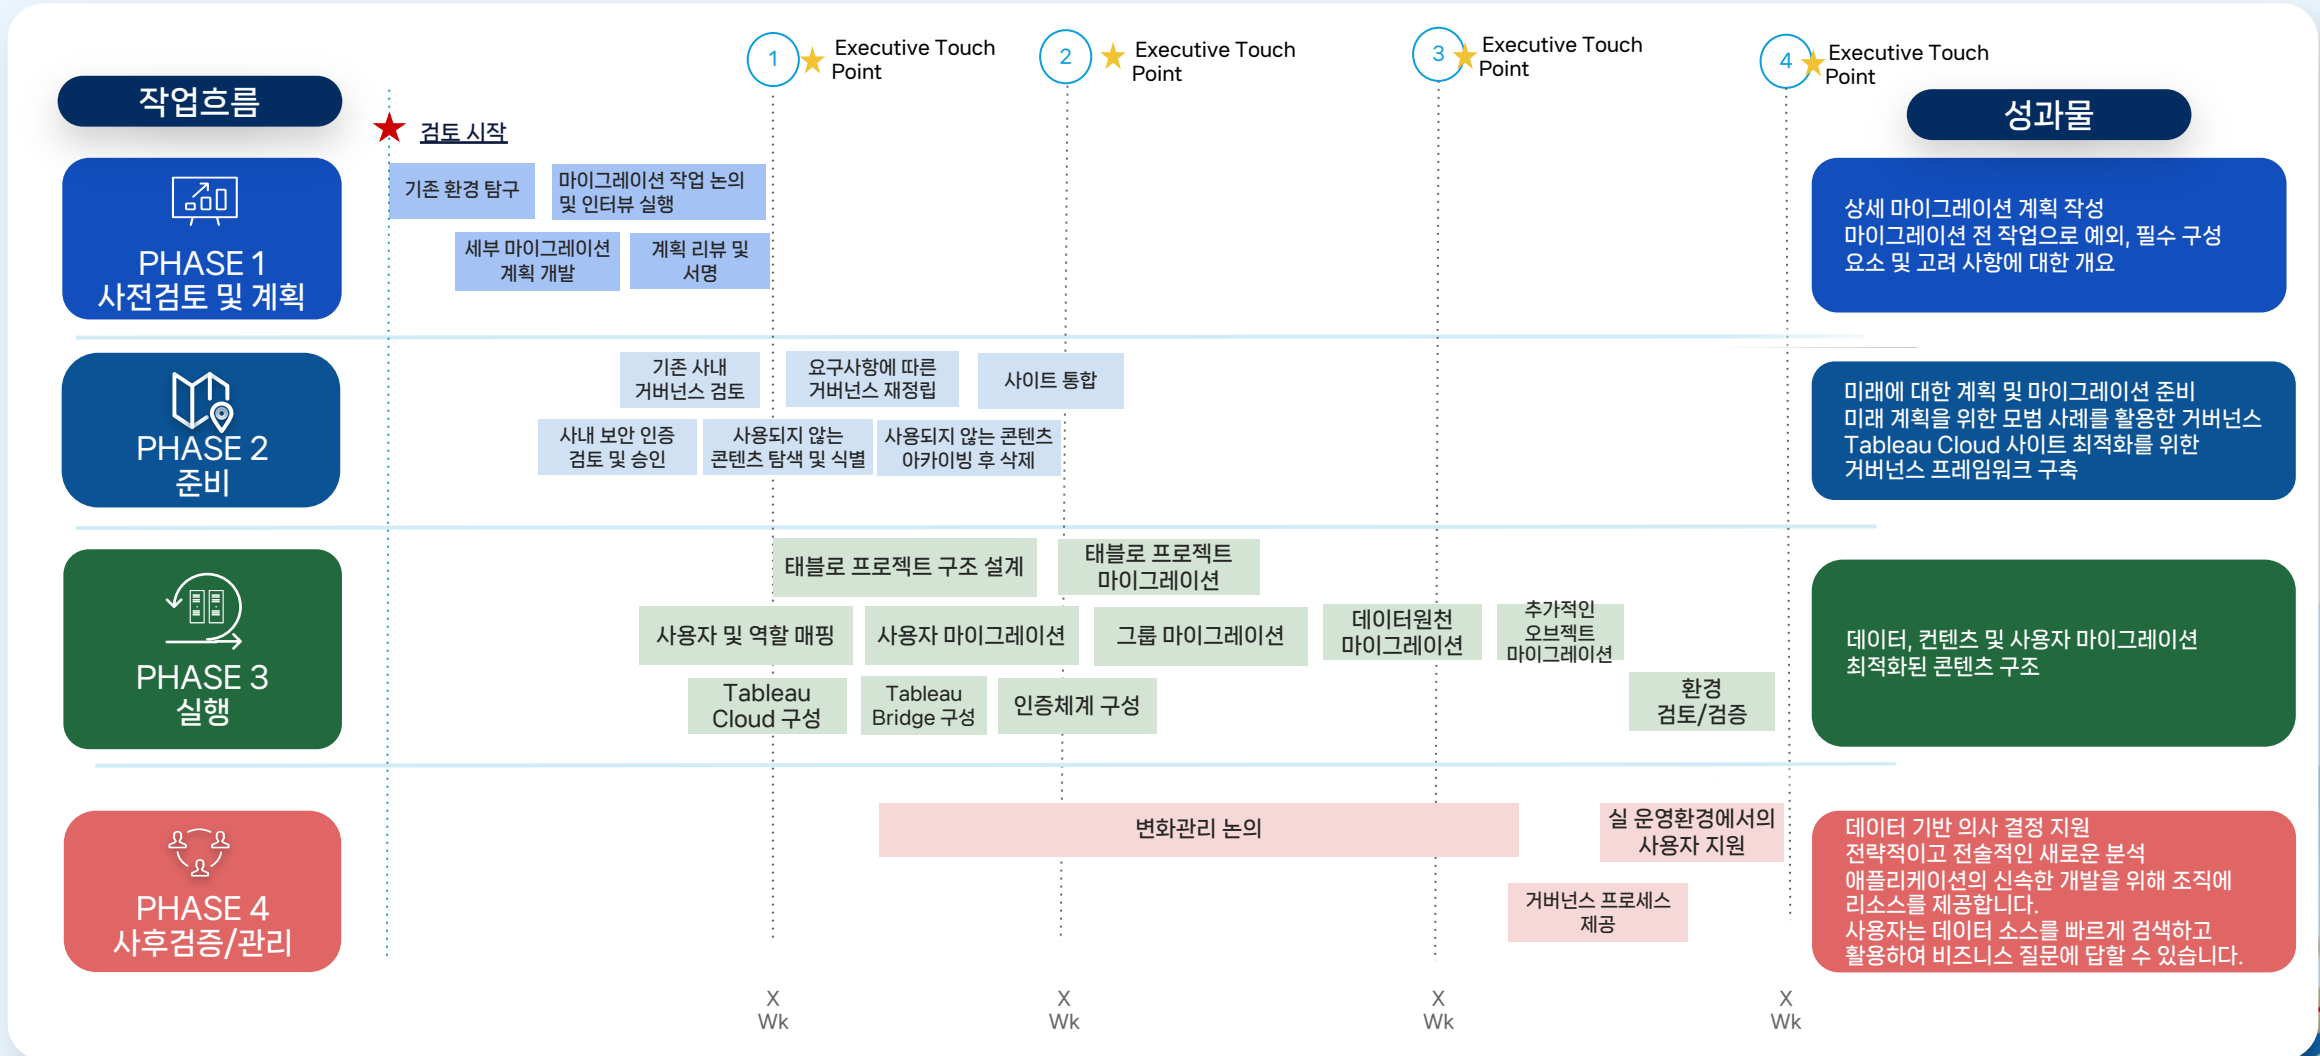 1
Executive Touch
Point
2
Executive Touch
Point
3
Executive Touch
Point
4
Executive Touch
Point
작업흐름
성과물
검토 시작
PHASE 1
사전검토 및 계획
기존 환경 탐구
마이그레이션 작업 논의
및 인터뷰 실행
세부 마이그레이션
계획 개발
계획 리뷰 및
서명
상세 마이그레이션 계획 작성
마이그레이션 전 작업으로 예외, 필수 구성
요소 및 고려 사항에 대한 개요
PHASE 2
준비
기존 사내
거버넌스 검토
요구사항에 따른
거버넌스 재정립
사이트 통합
사내 보안 인증
검토 및 승인
사용되지 않는
콘텐츠 탐색 및 식별
사용되지 않는 콘텐츠
아카이빙 후 삭제
미래에 대한 계획 및 마이그레이션 준비
미래 계획을 위한 모범 사례를 활용한 거버넌스
Tableau Cloud 사이트 최적화를 위한
거버넌스 프레임워크 구축
PHASE 3
실행
태블로 프로젝트 구조 설계
태블로 프로젝트
마이그레이션
사용자 및 역할 매핑
사용자 마이그레이션
그룹 마이그레이션
데이터원천
마이그레이션
추가적인
오브젝트
마이그레이션
Tableau
Cloud 구성
Tableau
Bridge 구성
인증체계 구성
환경
검토/검증
데이터, 컨텐츠 및 사용자 마이그레이션
최적화된 콘텐츠 구조
PHASE 4
사후검증/관리
변화관리 논의
실 운영환경에서의
사용자 지원
거버넌스 프로세스
제공
데이터 기반 의사 결정 지원
전략적이고 전술적인 새로운 분석
애플리케이션의 신속한 개발을 위해 조직에
리소스를 제공합니다.
사용자는 데이터 소스를 빠르게 검색하고
활용하여 비즈니스 질문에 답할 수 있습니다.
X
Wk
X
Wk
X
Wk
X
Wk